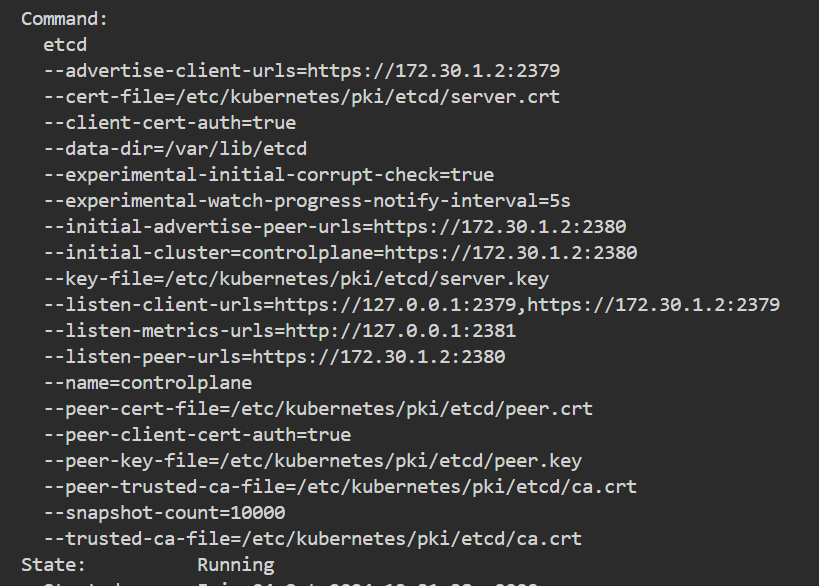 Command:
etcd
--advertise-client-urls=https://172.30.1.2:2379
--cert-file=/etc/kubernetes/pki/etcd/server.crt
--client-cert-auth=true
--data-dir=/var/lib/etcd
--experimental-initial-corrupt-check=true
--experimental-watch-progress-notify-interval=5s
--initial-advertise-peer-urls=https://172.30.1.2:2380
--initial-cluster=controlplane=https://172.30.1.2:2380
--key-file=/etc/kubernetes/pki/etcd/server.key
--listen-client-urls=https://127.0.0.1:2379,https://172.30.1.2:2379
--listen-metrics-urls=http://127.0.0.1:2381
--listen-peer-urls=https://172.30.1.2:2380
--name=controlplane
--peer-cert-file=/etc/kubernetes/pki/etcd/peer.crt
--peer-client-cert-auth=true
--peer-key-file=/etc/kubernetes/pki/etcd/peer.key
--peer-trusted-ca-file=/etc/kubernetes/pki/etcd/ca.crt
--snapshot-count=10000
--trusted-ca-file=/etc/kubernetes/pki/etcd/ca.crt
State: Running